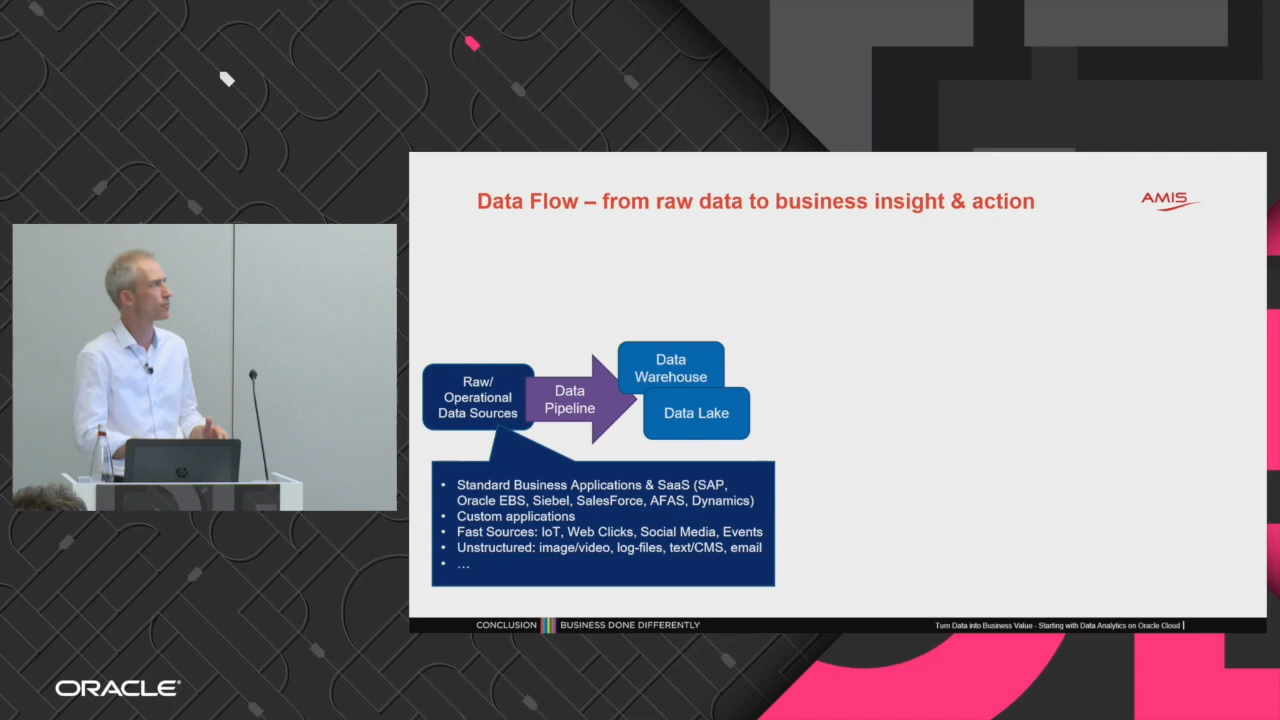 Data Flow – from raw data to business insight & action
AMIS
Raw/
Operational
Data Sources
Data
Pipeline
Data
Warehouse
Data Lake
• Standard Business Applications & SaaS (SAP,
Oracle EBS, Siebel, SalesForce, AFAS, Dynamics)
• Custom applications
• Fast Sources: IoT, Web Clicks, Social Media, Events
• Unstructured: image/video, log-files, text/CMS, email
• …
CONCLUSION BUSINESS DONE DIFFERENTLY
Turn Data into Business Value - Starting with Data Analytics on Oracle Cloud |
ORACLE®
hp